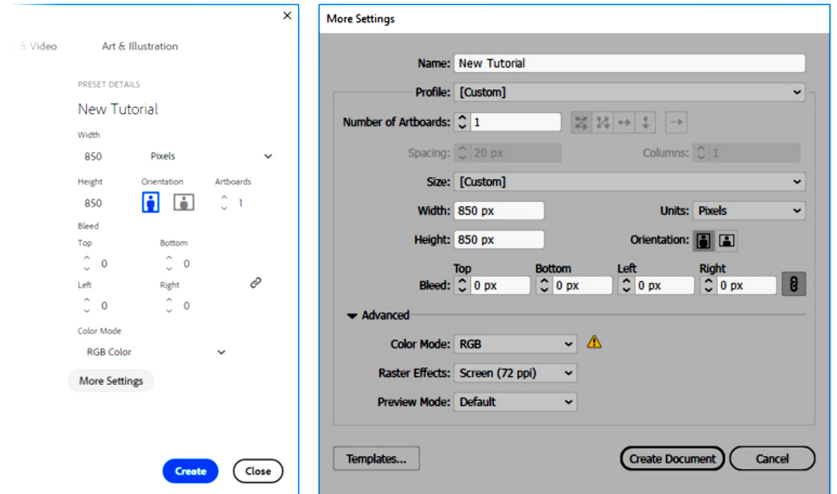 & Video Art & Illustration
PRESET DETAILS
New Tutorial
Width
850 Pixels
Height Orientation Artboards
850 1
Bleed
Top Bottom
0 0
Left Right
0 0
Color Mode
RGB Color
More Settings
Create Close
More Settings
Name: New Tutorial
Profile: [Custom]
Number of Artboards: 1
Spacing: 20 px Columns: 1
Size: [Custom]
Width: 850 px Units: Pixels
Height: 850 px Orientation:
Top Bottom Left Right
Bleed: 0 px 0 px 0 px 0 px
Advanced
Color Mode: RGB
Raster Effects: Screen (72 ppi)
Preview Mode: Default
Templates... Create Document Cancel